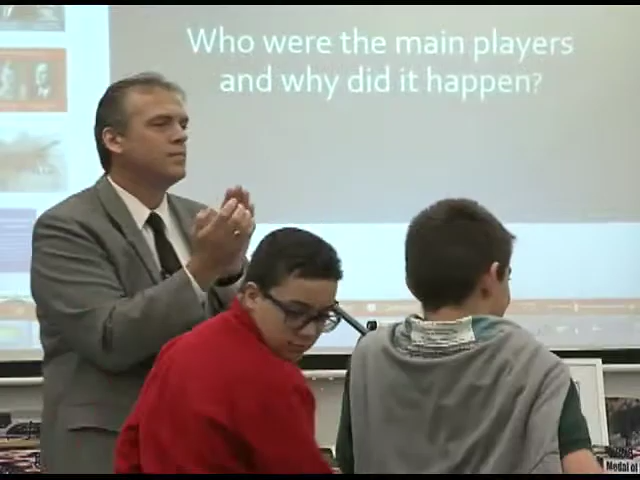 Who were the main players
and why did it happen?
Medal of